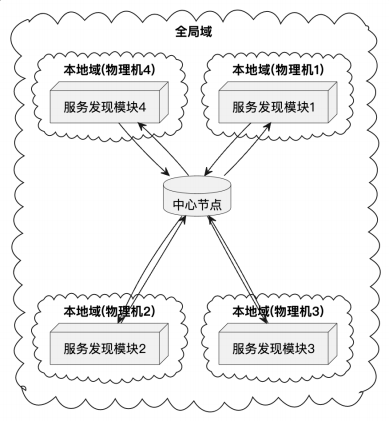 全局域
本地域(物理机4)
本地域(物理机1)
服务发现模块4
服务发现模块1
中心节点
本地域(物理机2)
本地域(物理机3)
服务发现模块2
服务发现模块3